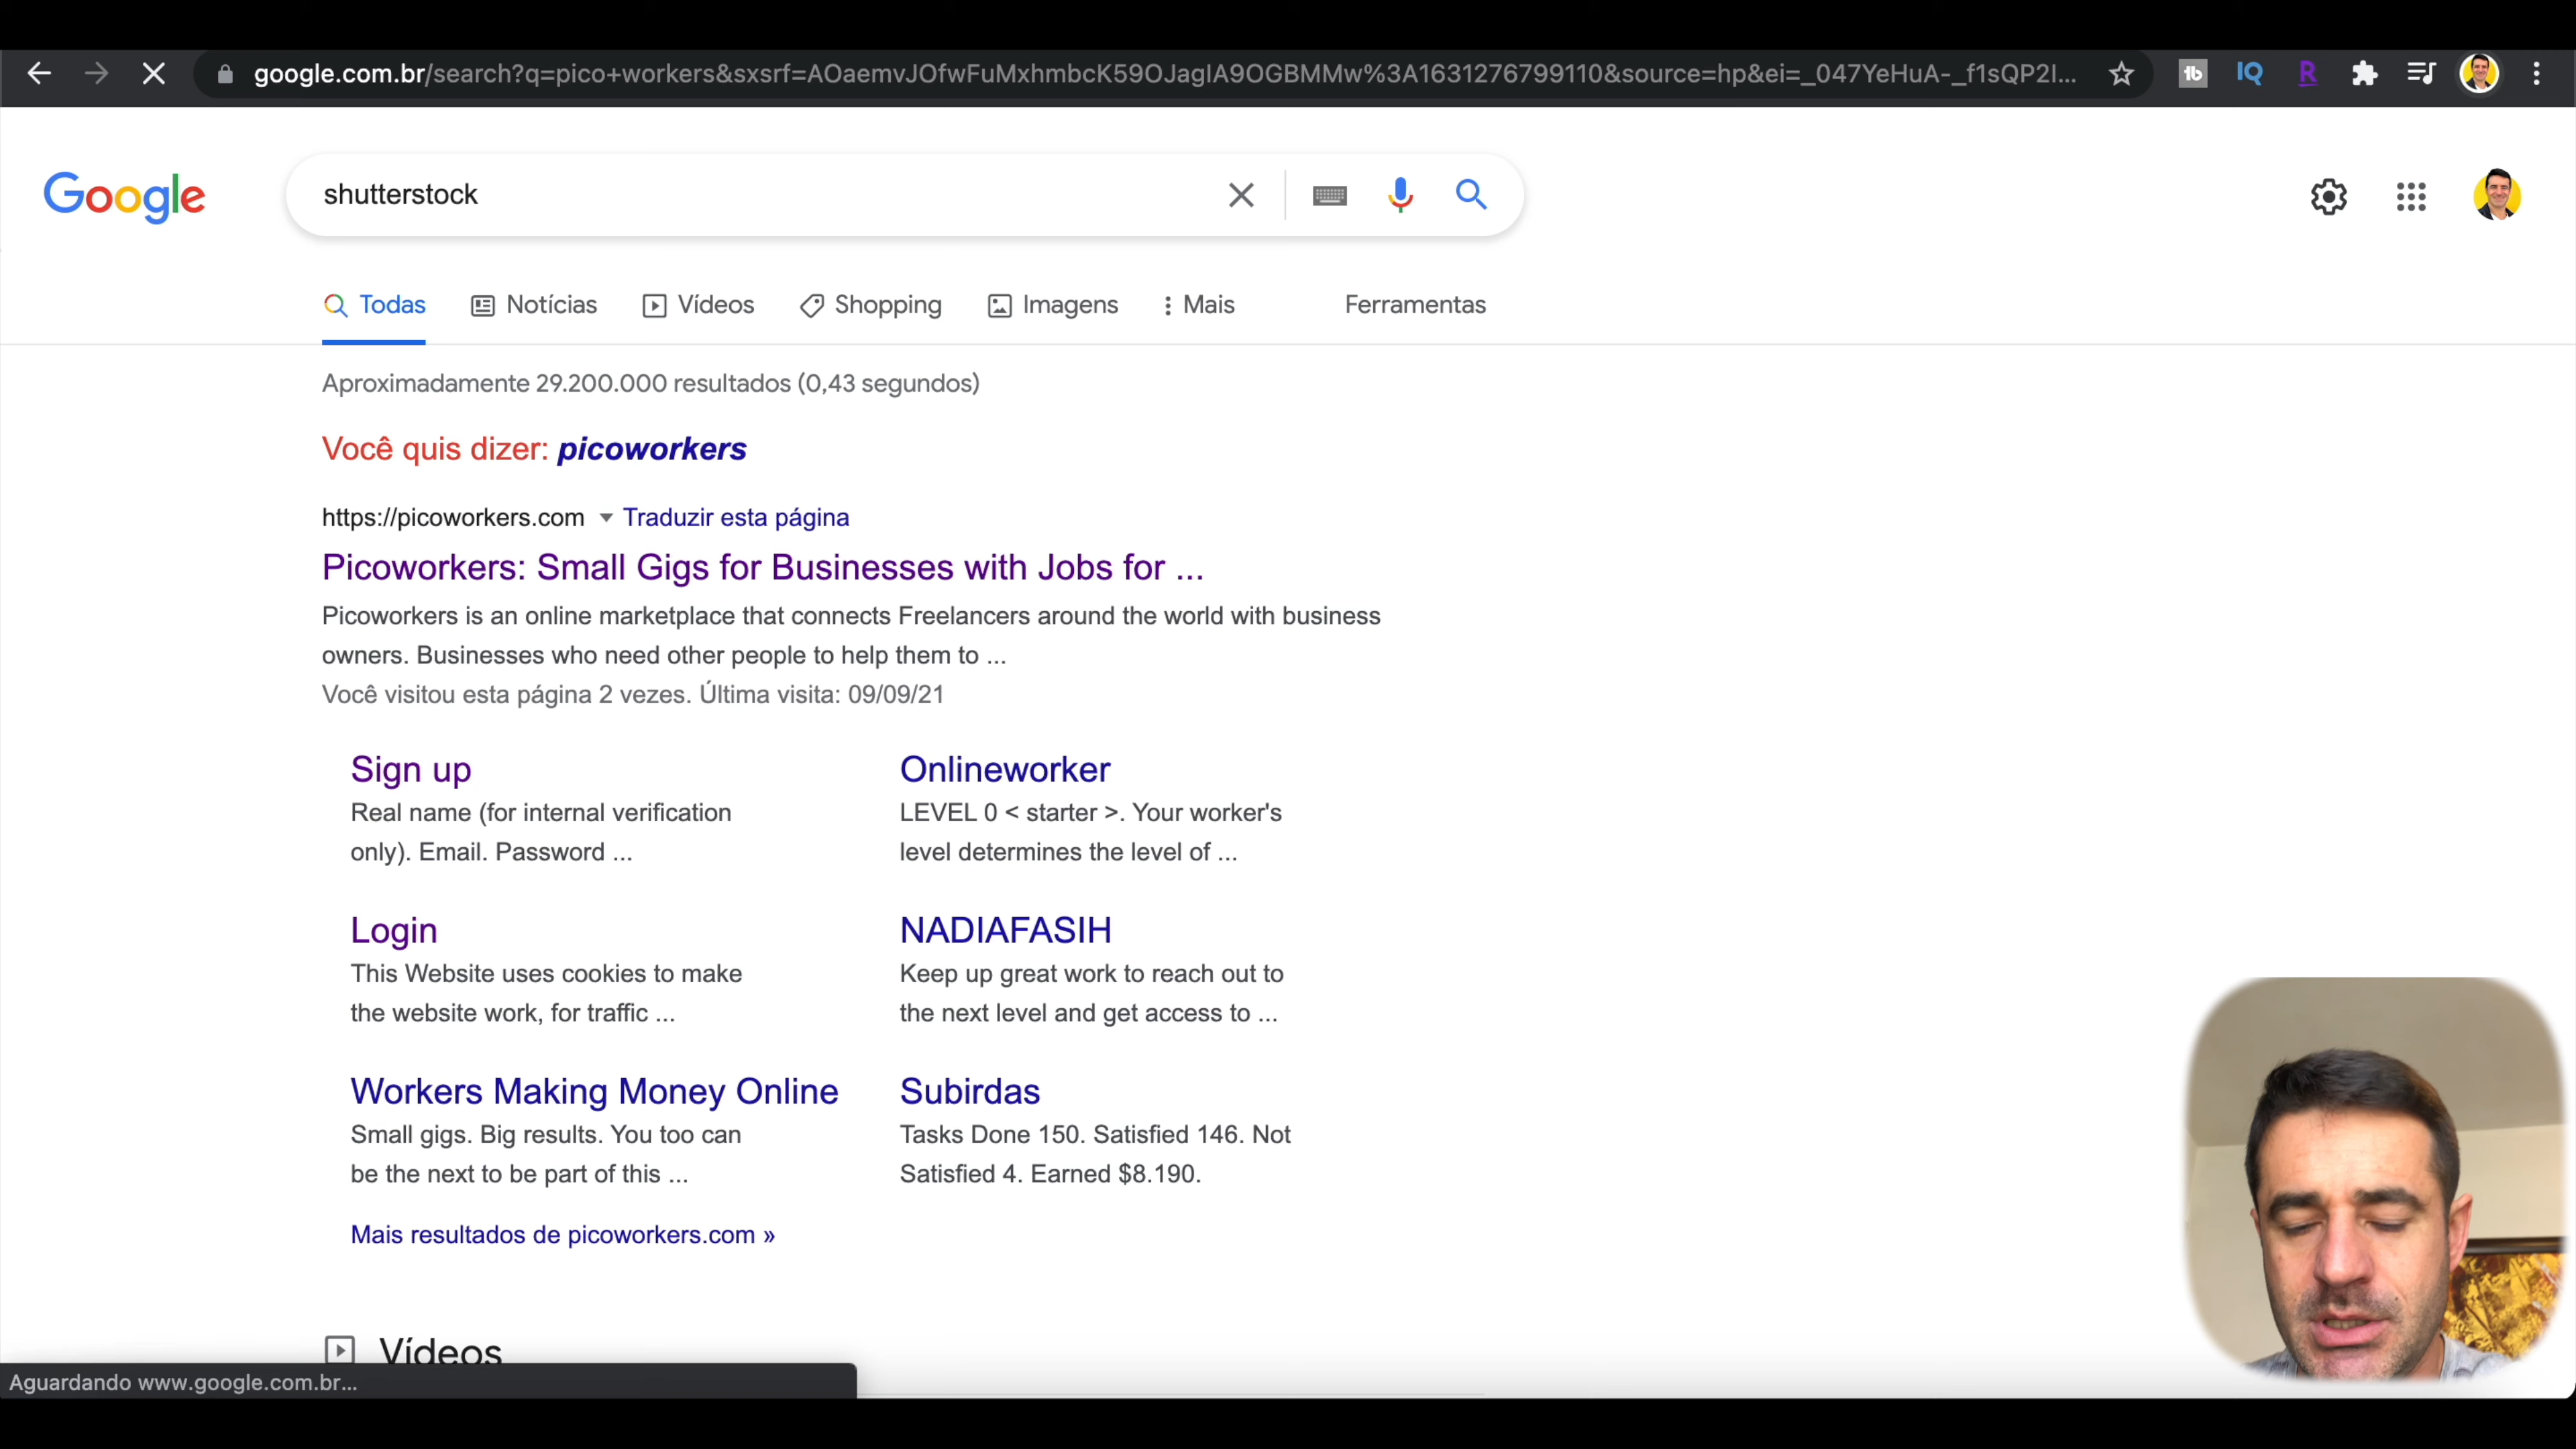 google.com.br/search?q=pico+workers&sxsrf=AOaemvJOfwFuMxhmbcK59OJagIA9OGBMMw%3A1631276799110&source=hp&ei=_047YeHuA-_f1sQP2I...
tb IQ R
Google shutterstock
Todas Notícias Vídeos Shopping Imagens Mais Ferramentas
Aproximadamente 29.200.000 resultados (0,43 segundos)
Você quis dizer: picoworkers
https://picoworkers.com Traduzir esta página
Picoworkers: Small Gigs for Businesses with Jobs for ...
Picoworkers is an online marketplace that connects Freelancers around the world with business
owners. Businesses who need other people to help them to ...
Você visitou esta página 2 vezes. Última visita: 09/09/21
Sign up
Real name (for internal verification
only). Email. Password ...
Onlineworker
LEVEL 0 < starter >. Your worker's
level determines the level of ...
Login
This Website uses cookies to make
the website work, for traffic ...
NADIAFASIH
Keep up great work to reach out to
the next level and get access to ...
Workers Making Money Online
Small gigs. Big results. You too can
be the next to be part of this ...
Subirdas
Tasks Done 150. Satisfied 146. Not
Satisfied 4. Earned $8.190.
Mais resultados de picoworkers.com »
Vídeos
Aguardando www.google.com.br...